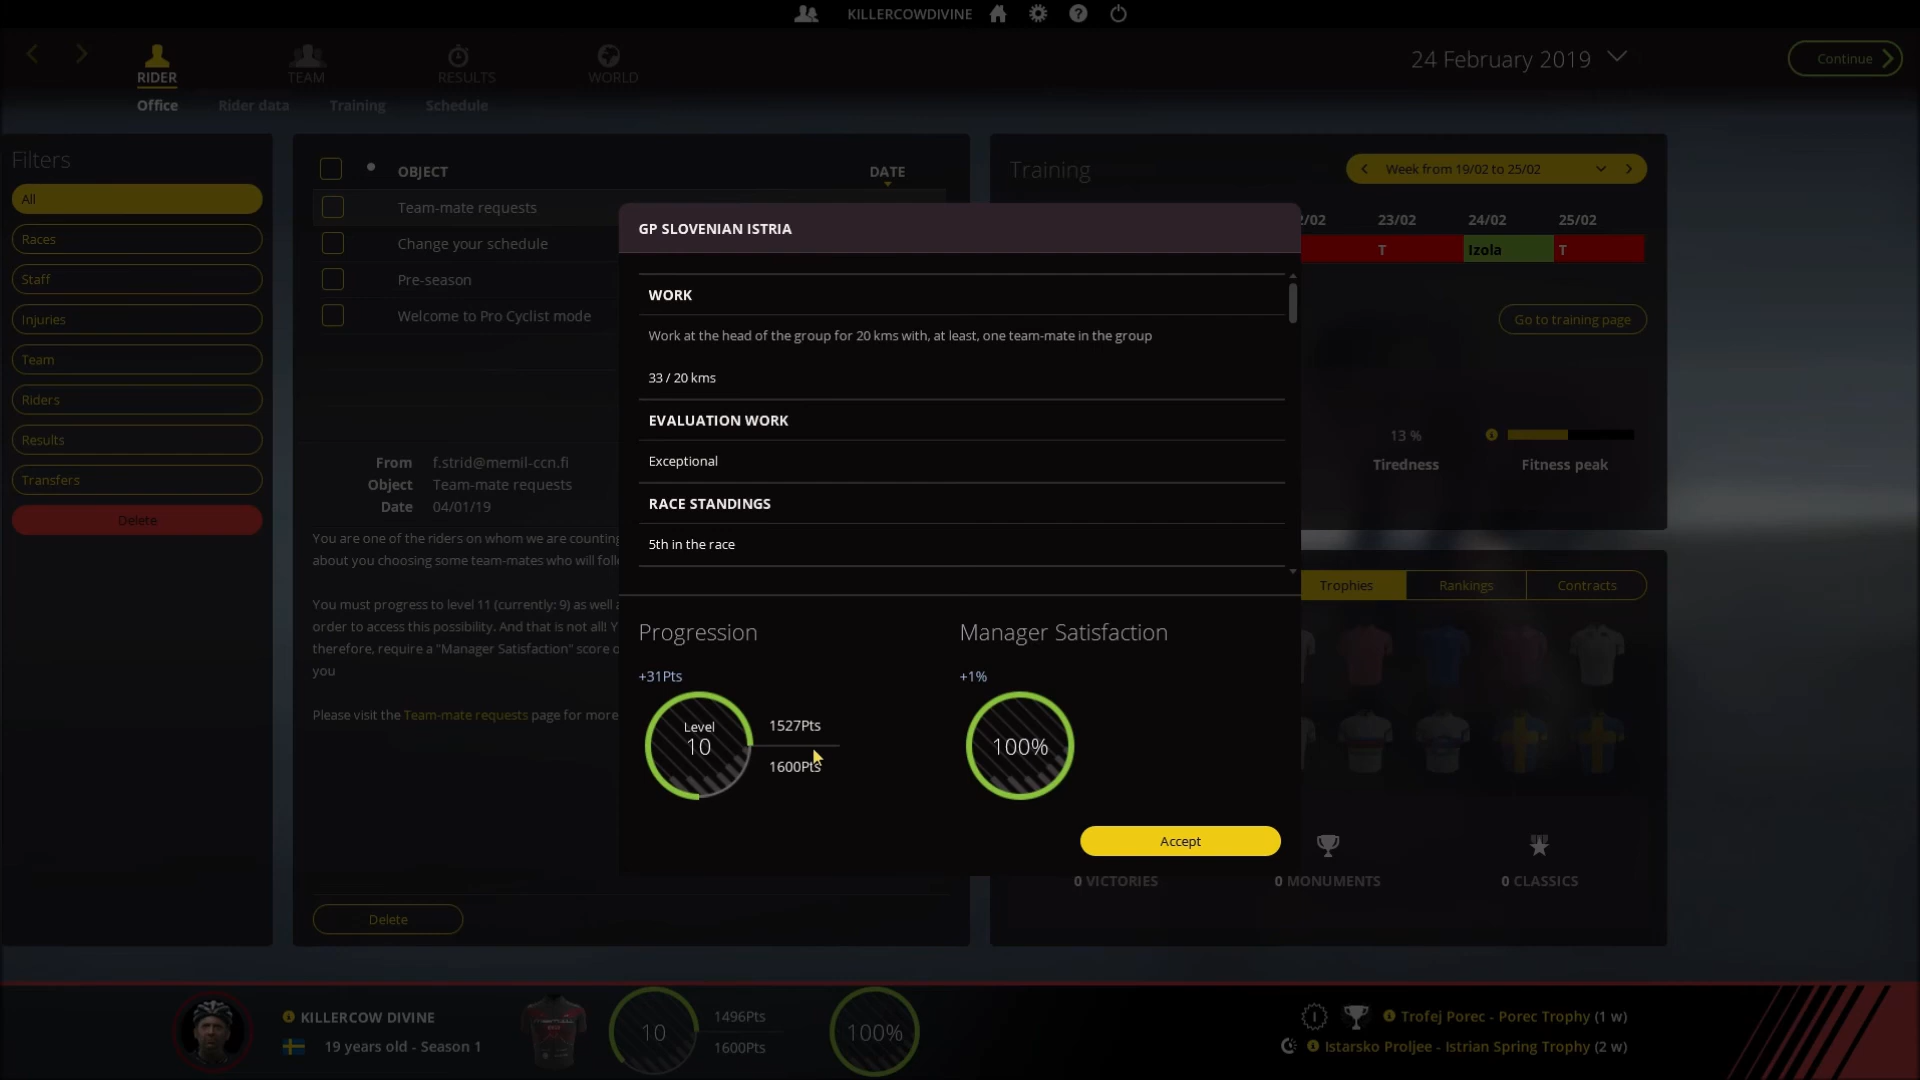 KILLERCOWDIVINE
RIDER
TEAM
RESULTS
WORLD
24 February 2019
Continue
Office
Rider data
Training
Schedule
Filters
All
Races
Staff
Injuries
Team
Riders
Results
Transfers
Delete
OBJECT
DATE
Team-mate requests
Change your schedule
Pre-season
Welcome to Pro Cyclist mode
From f.strid@memil-ccn.fi
Object Team-mate requests
Date 04/01/19
You are one of the riders on whom we are counting
about you choosing some team-mates who will
You must progress to level 11 (currently: 9) as well
order to access this possibility. And that is not all!
therefore, require a "Manager Satisfaction" score
you
Please visit the Team-mate requests page for more
Delete
GP SLOVENIAN ISTRIA
WORK
Work at the head of the group for 20 kms with, at least, one team-mate in the group
33 / 20 kms
EVALUATION WORK
Exceptional
RACE STANDINGS
5th in the race
Progression
+31Pts
Level
10
1527Pts
1600Pts
Manager Satisfaction
+1%
100%
Accept
Training
Week from 19/02 to 25/02
/02
23/02
24/02
25/02
T
Izola
T
Go to training page
13 %
Tiredness
Fitness peak
Trophies
Rankings
Contracts
0 VICTORIES
0 MONUMENTS
0 CLASSICS
KILLERCOW DIVINE
19 years old - Season 1
10
1496Pts
1600Pts
100%
Trofej Porec - Porec Trophy (1 w)
Istarsko Proljee - Istrian Spring Trophy (2 w)